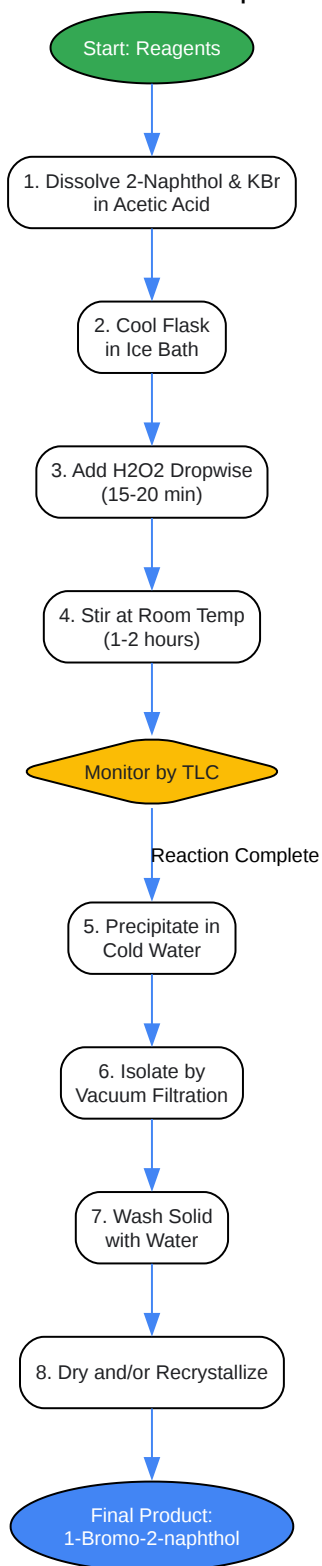 Start: Reagents
1. Dissolve 2-Naphthol & KBr
in Acetic Acid
2. Cool Flask
in Ice Bath
3. Add H2O2 Dropwise
(15-20 min)
4. Stir at Room Temp
(1-2 hours)
Monitor by TLC
Reaction Complete
5. Precipitate in
Cold Water
6. Isolate by
Vacuum Filtration
7. Wash Solid
with Water
8. Dry and/or Recrystallize
Final Product:
1-Bromo-2-naphthol